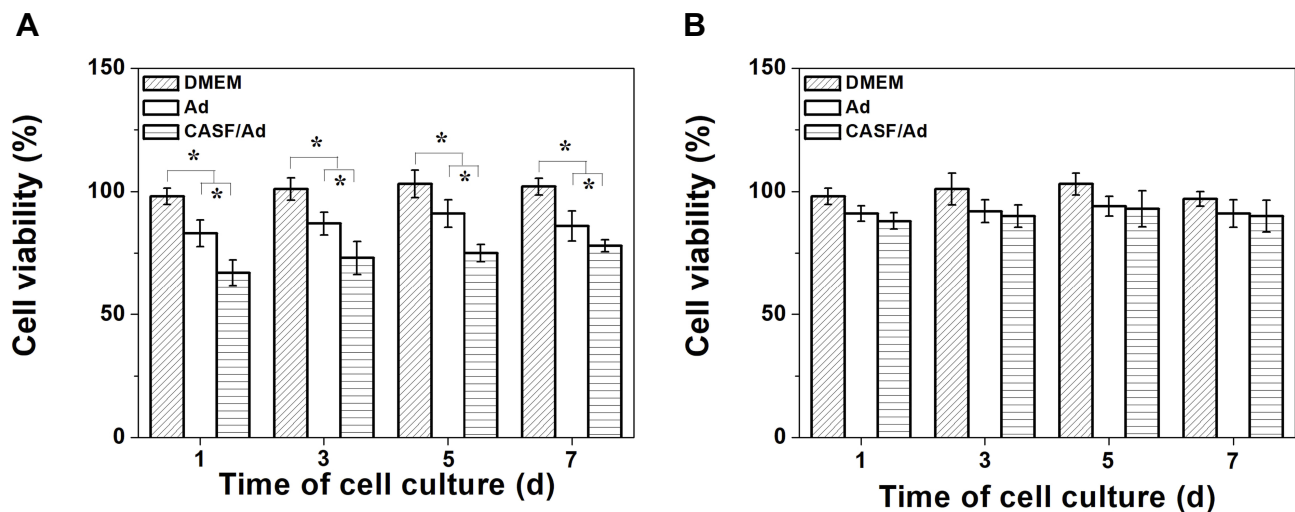 A
150
100
50
0
Cell viability (%)
DMEM
Ad
CASF/Ad
* * * *
* * * *
1 3 5 7
Time of cell culture (d)
B
150
100
50
0
Cell viability (%)
DMEM
Ad
CASF/Ad
1 3 5 7
Time of cell culture (d)